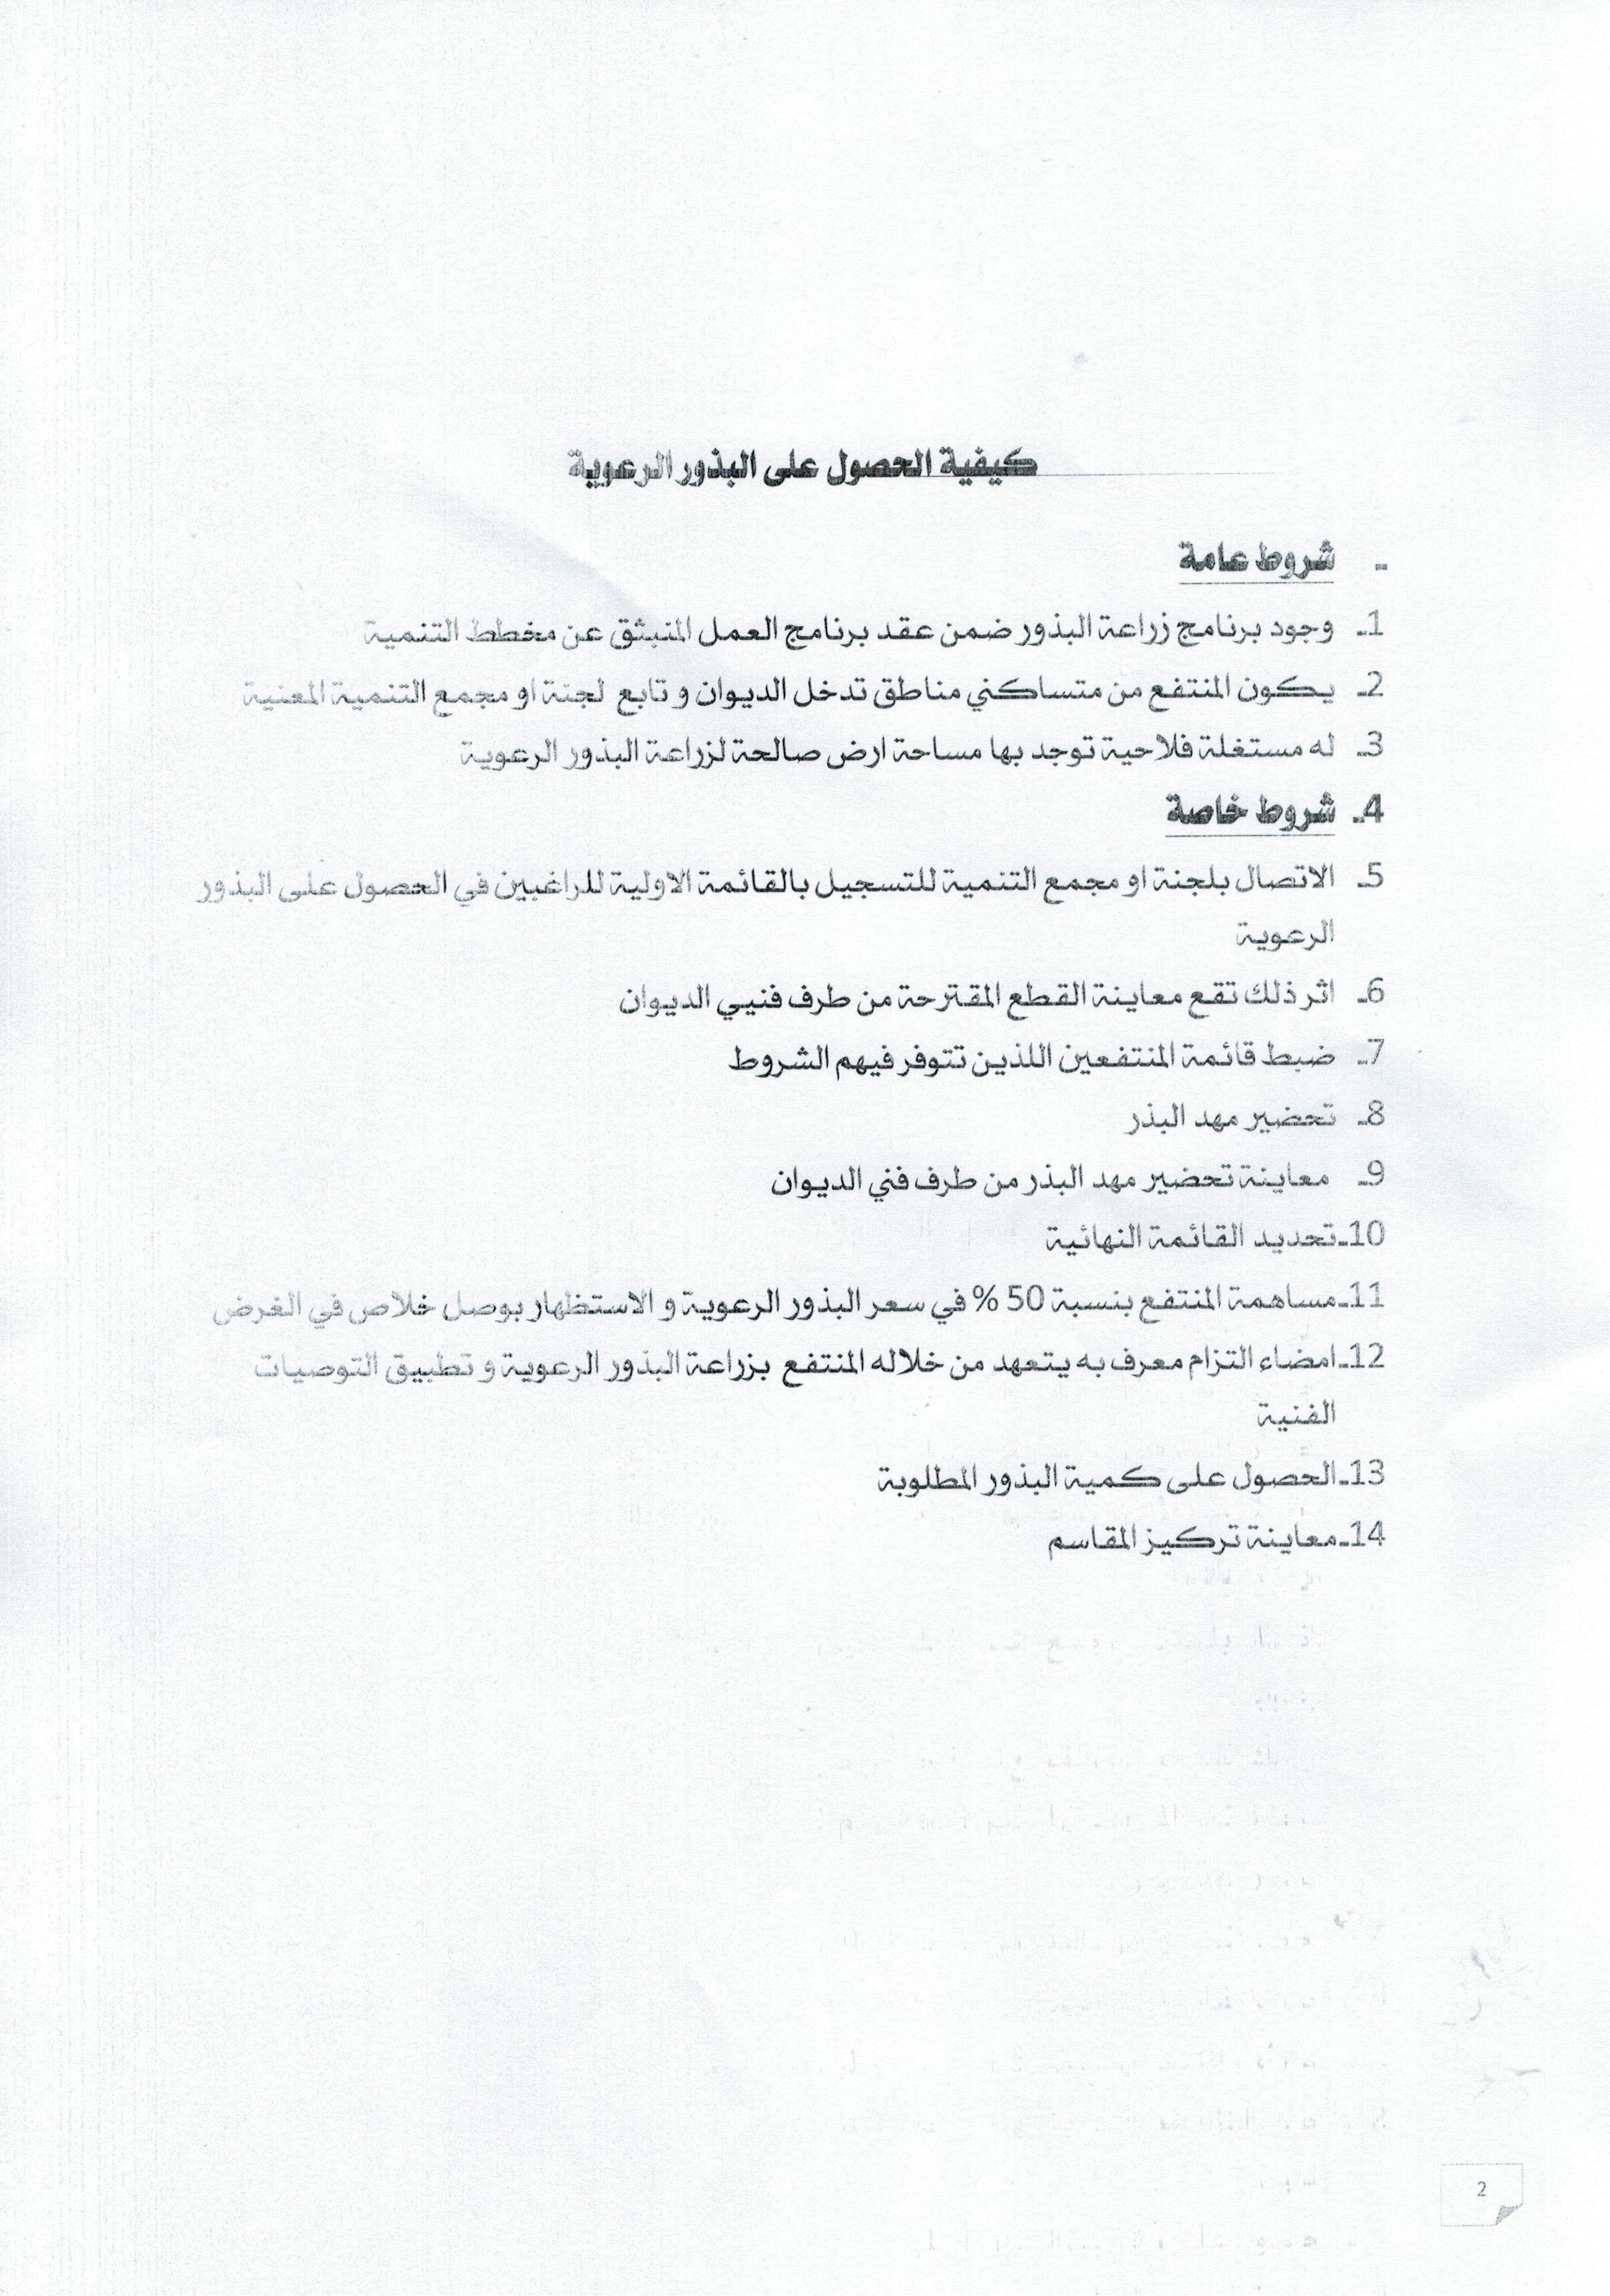 كيفية الحصول على البذور الرعوية
- شروط عامة
1- وجود برنامج زراعة البذور ضمن عقد برنامج العمل المنبثق عن مخطط التنمية
2- يكون المنتفع من متساكني مناطق تدخل الديوان و تابع لجنة او مجمع التنمية المعنية
3- له مستغلة فلاحية توجد بها مساحة ارض صالحة لزراعة البذور الرعوية
4- شروط خاصة
5- الاتصال بلجنة او مجمع التنمية للتسجيل بالقائمة الاولية للراغبين في الحصول على البذور
الرعوية
6- اثر ذلك تقع معاينة القطع المقترحة من طرف فنيي الديوان
7- ضبط قائمة المنتفعين اللذين تتوفر فيهم الشروط
8- تحضير مهد البذر
9- معاينة تحضير مهد البذر من طرف فني الديوان
10- تحديد القائمة النهائية
11- مساهمة المنتفع بنسبة 50 % في سعر البذور الرعوية و الاستظهار بوصل خلاص في الغرض
12- امضاء التزام معرف به يتعهد من خلاله المنتفع بزراعة البذور الرعوية و تطبيق التوصيات
الفنية
13- الحصول على كمية البذور المطلوبة
14- معاينة تركيز المقاسم
2